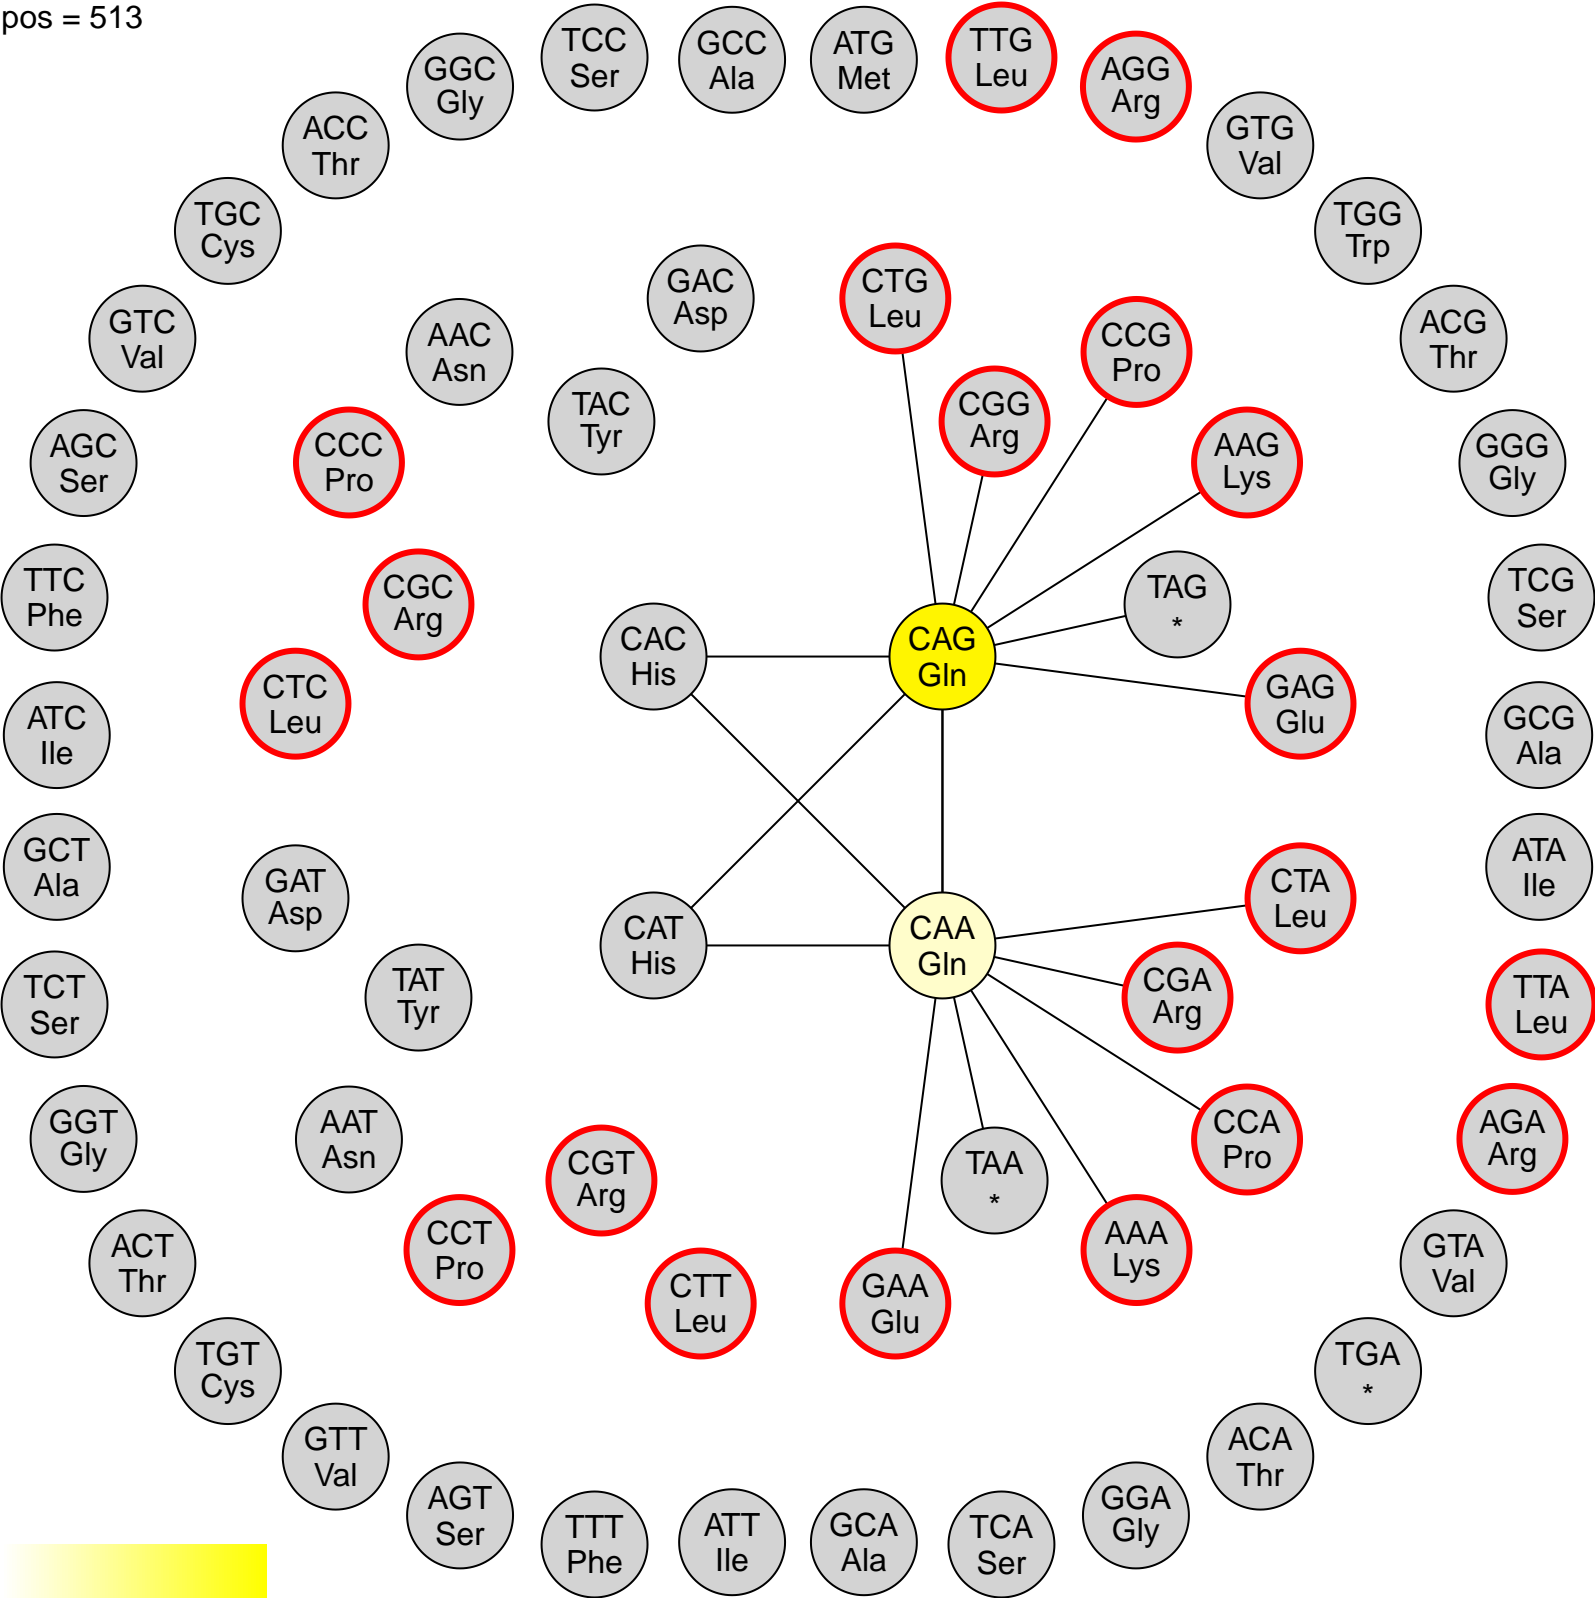 pos = 513
TCC
Ser
GCC
Ala
ATG
Met
TTG
Leu
AGG
Arg
GGC
Gly
ACC
Thr
GTG
Val
TGC
Cys
TGG
Trp
GAC
Asp
CTG
Leu
GTC
Val
AAC
Asn
CCG
Pro
ACG
Thr
TAC
Tyr
CGG
Arg
AGC
Ser
CCC
Pro
AAG
Lys
GGG
Gly
TTC
Phe
CGC
Arg
TAG
*
TCG
Ser
CAC
His
CAG
Gln
CTC
Leu
GAG
Glu
ATC
Ile
GCG
Ala
GCT
Ala
GAT
Asp
CTA
Leu
ATA
Ile
CAT
His
CAA
Gln
TCT
Ser
TAT
Tyr
CGA
Arg
TTA
Leu
GGT
Gly
AAT
Asn
CCA
Pro
AGA
Arg
CGT
Arg
TAA
*
ACT
Thr
CCT
Pro
AAA
Lys
GTA
Val
CTT
Leu
GAA
Glu
TGT
Cys
TGA
*
GTT
Val
ACA
Thr
AGT
Ser
GGA
Gly
TTT
Phe
ATT
Ile
GCA
Ala
TCA
Ser